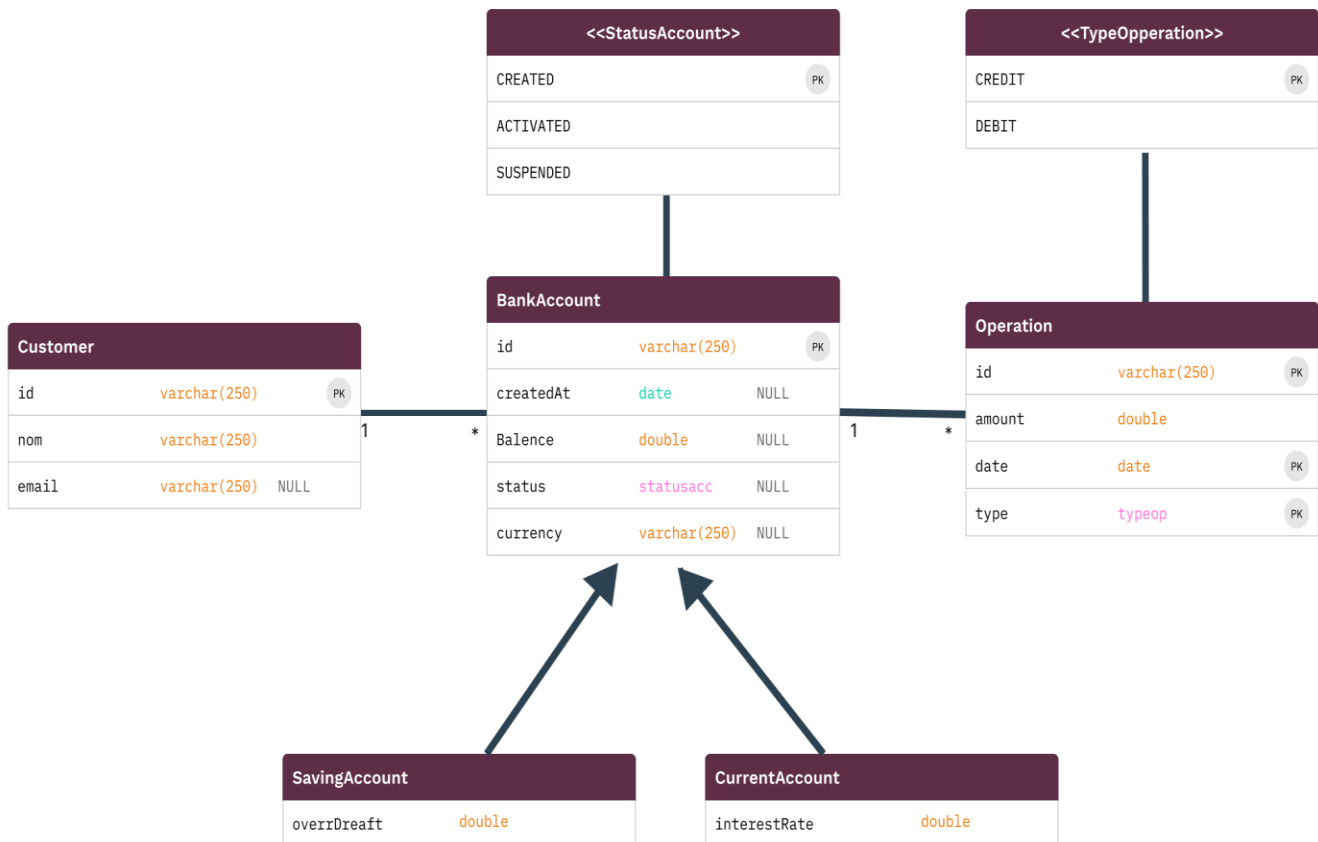 <<StatusAccount>>
CREATED PK
ACTIVATED
SUSPENDED
<<TypeOpperation>>
CREDIT PK
DEBIT
Customer
id varchar(250) PK
nom varchar(250)
email varchar(250) NULL
1 *
BankAccount
id varchar(250) PK
createdAt date NULL
Balence double NULL
status statusacc NULL
currency varchar(250) NULL
1 *
Operation
id varchar(250) PK
amount double
date date PK
type typeop PK
SavingAccount
overrDreaft double
CurrentAccount
interestRate double